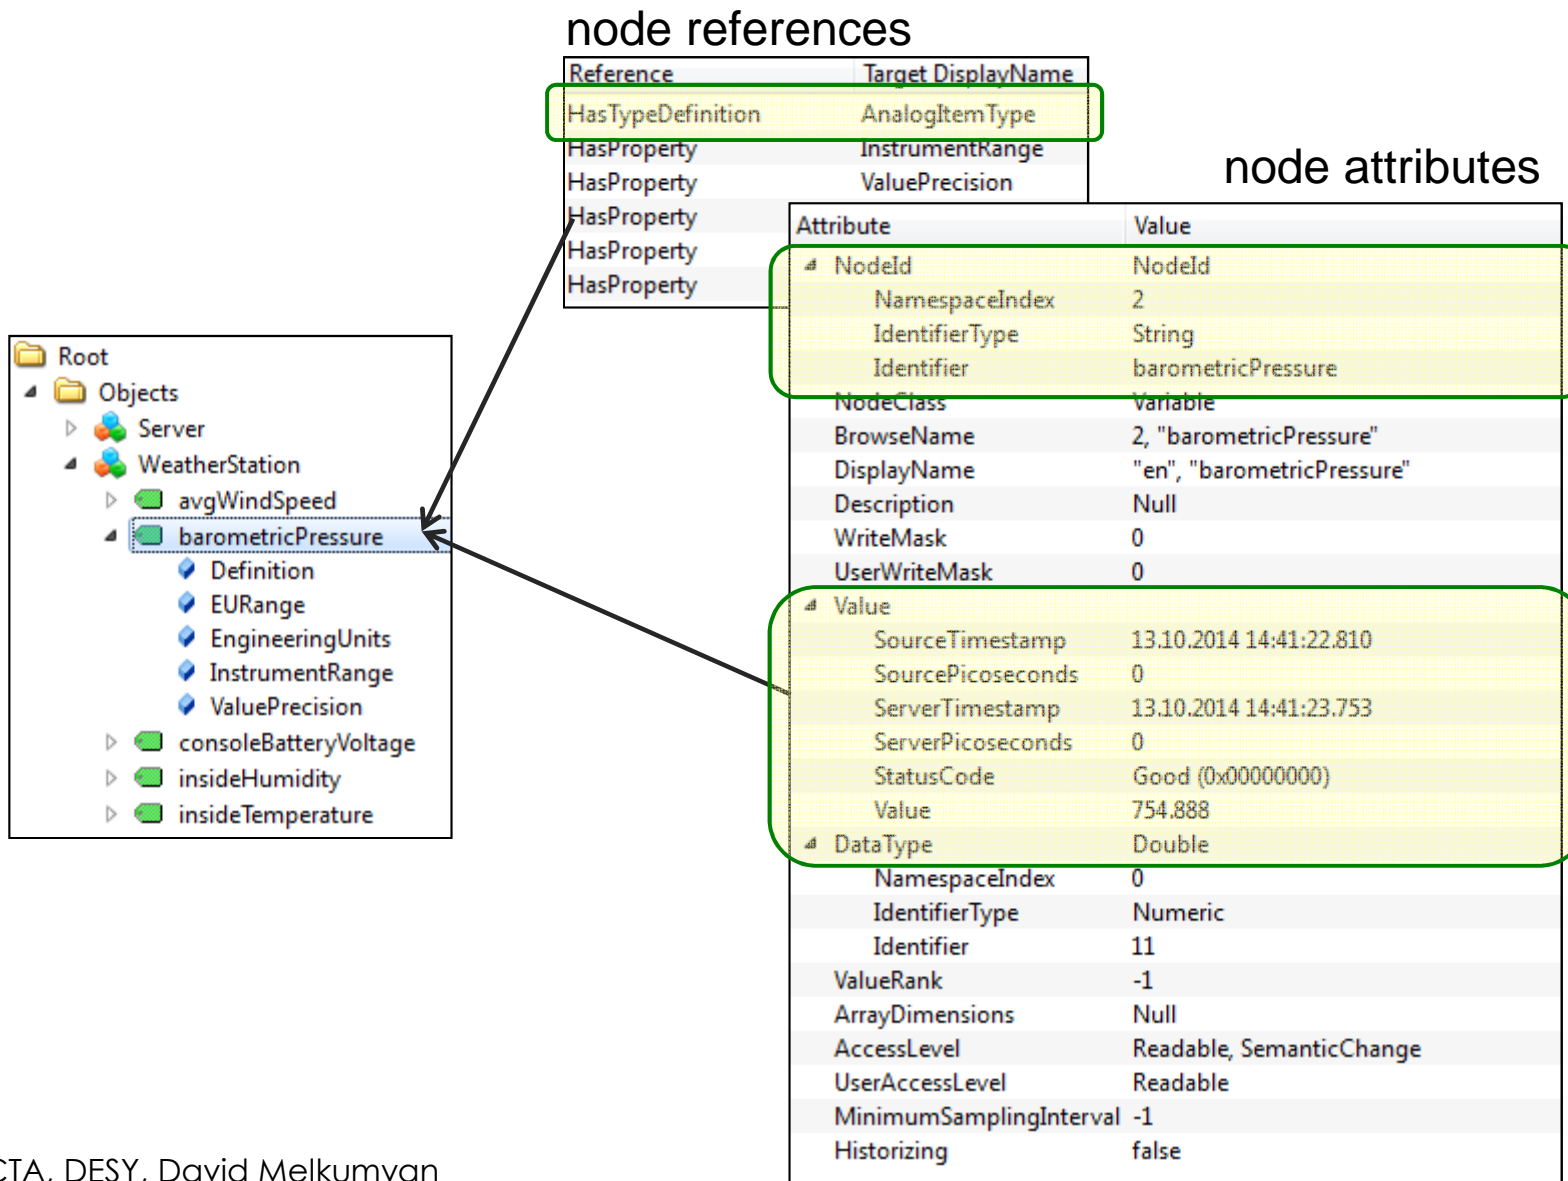 node references
Reference Target DisplayName
HasTypeDefinition AnalogItemType
HasProperty InstrumentRange
HasProperty ValuePrecision
HasProperty
HasProperty
HasProperty
node attributes
Attribute Value
NodeId NodeId
NamespaceIndex 2
IdentifierType String
Identifier barometricPressure
NodeClass Variable
BrowseName 2, "barometricPressure"
DisplayName "en", "barometricPressure"
Description Null
WriteMask 0
UserWriteMask 0
Value
SourceTimestamp 13.10.2014 14:41:22.810
SourcePicoseconds 0
ServerTimestamp 13.10.2014 14:41:23.753
ServerPicoseconds 0
StatusCode Good (0x00000000)
Value 754.888
DataType Double
NamespaceIndex 0
IdentifierType Numeric
Identifier 11
ValueRank -1
ArrayDimensions Null
AccessLevel Readable, SemanticChange
UserAccessLevel Readable
MinimumSamplingInterval -1
Historizing false
Root
Objects
Server
WeatherStation
avgWindSpeed
barometricPressure
Definition
EURange
EngineeringUnits
InstrumentRange
ValuePrecision
consoleBatteryVoltage
insideHumidity
insideTemperature
CTA, DESY, David Melkumyan